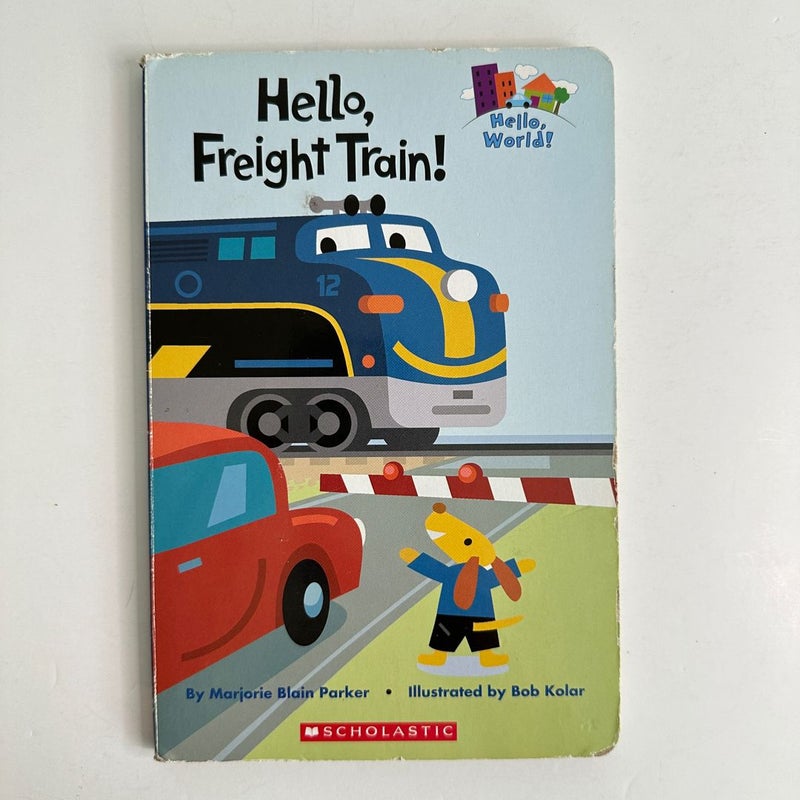 Hello,
Freight Train!
Hello,
World!
12
By Marjorie Blain Parker • Illustrated by Bob Kolar
SCHOLASTIC